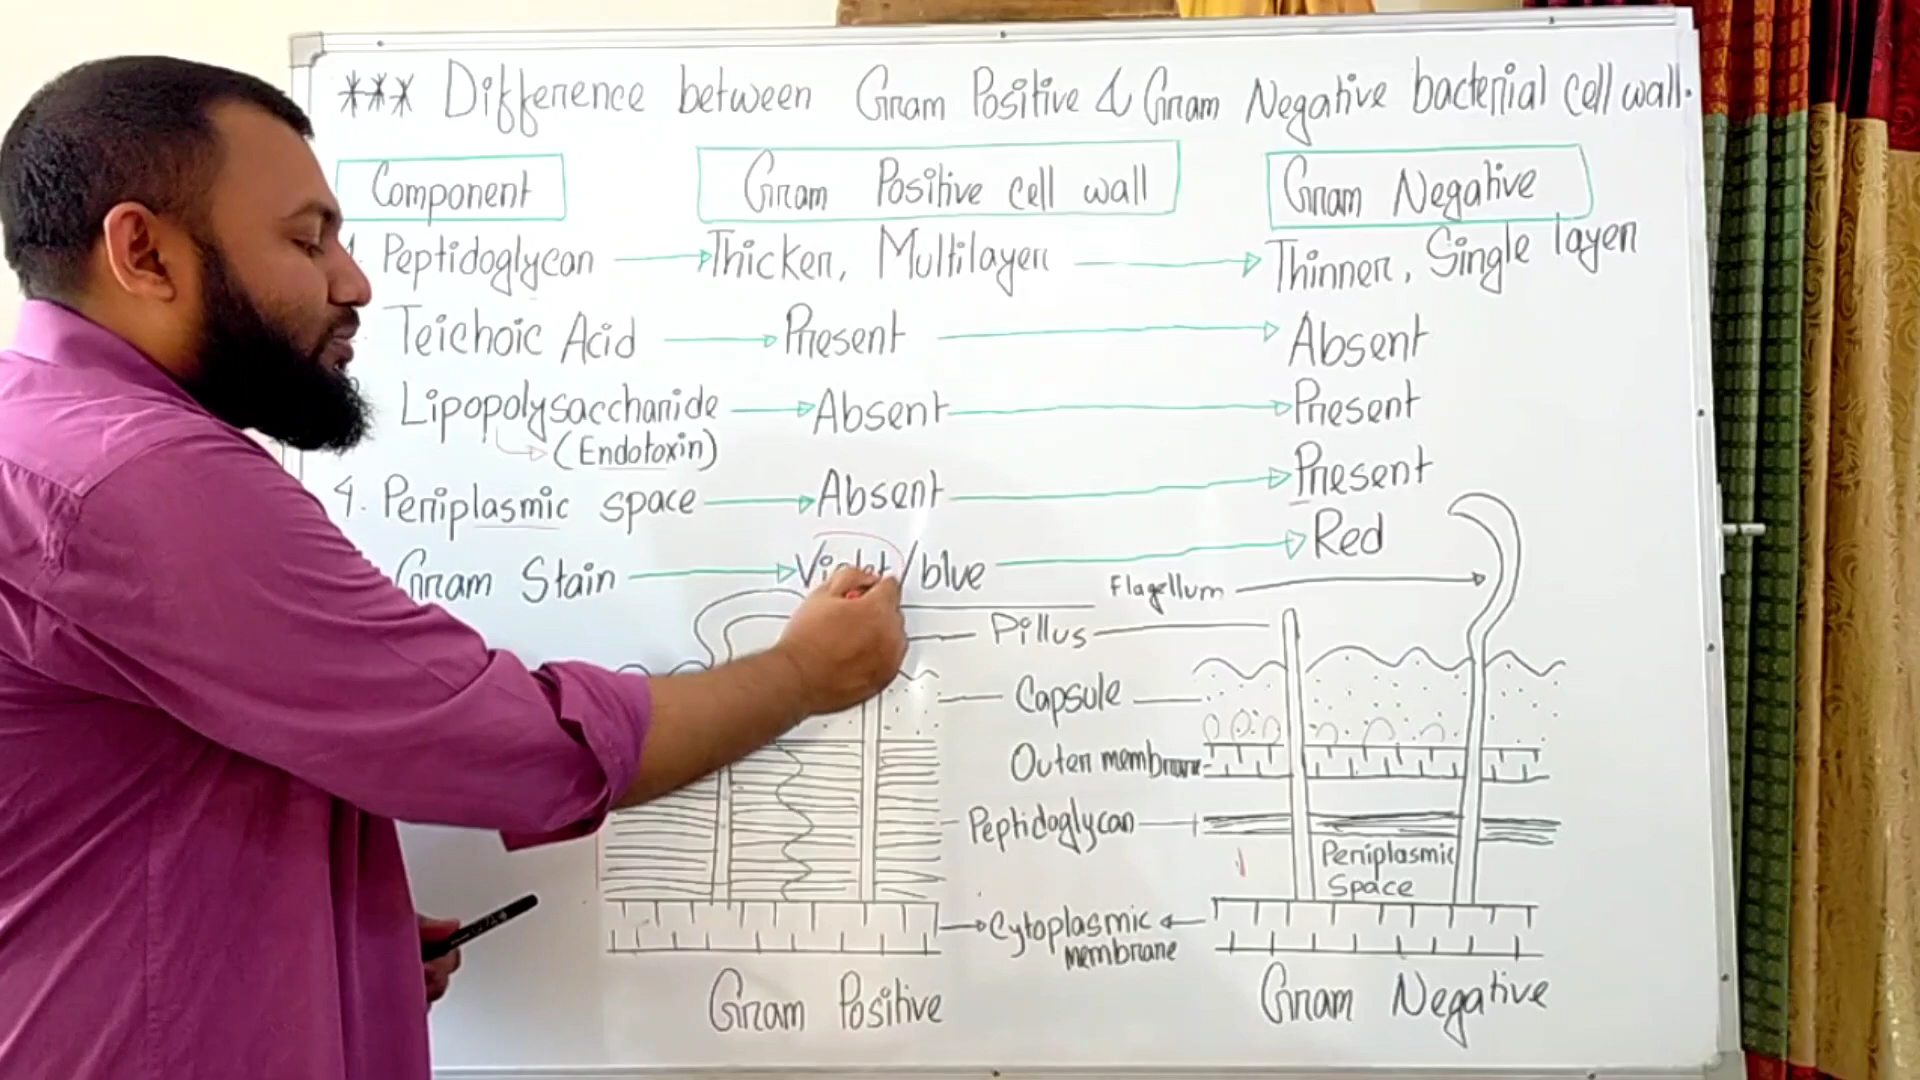 *** Difference between Gram Positive & Gram Negative bacterial cell wall.
Component Gram Positive cell wall Gram Negative
1. Peptidoglycan → Thicker, Multilayer → Thinner, Single layer
Teichoic Acid → Present → Absent
Lipopolysaccharide → Absent → Present
(Endotoxin)
4. Periplasmic space → Absent → Present
Gram Stain → Violet/blue → Red
Flagellum
Pillus
Capsule
Outer membrane
Peptidoglycan
Periplasmic
Space
Cytoplasmic
membrane
Gram Positive
Gram Negative